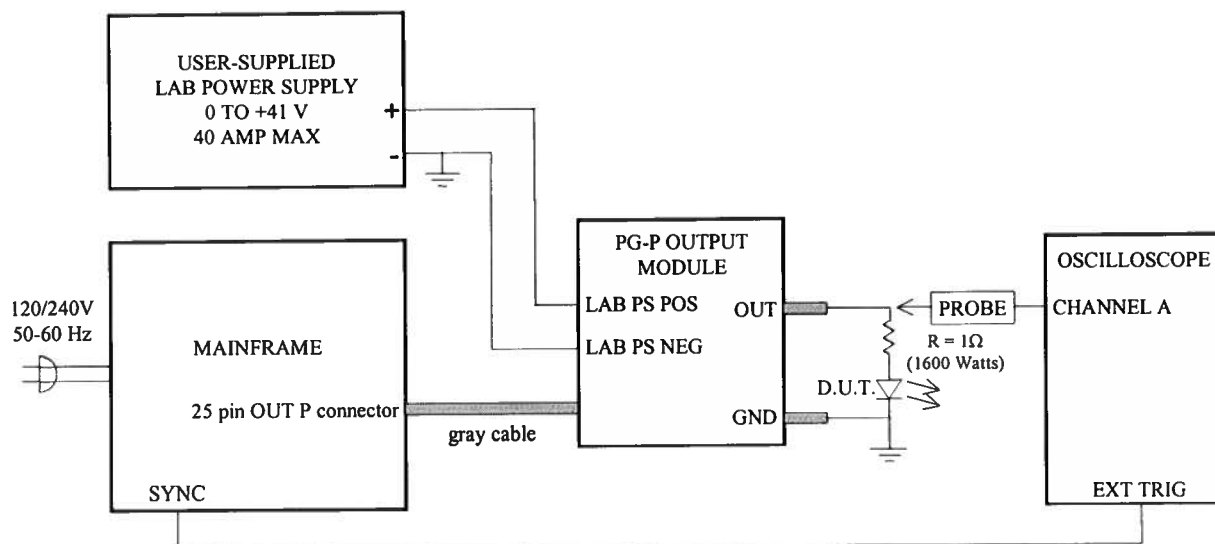 USER-SUPPLIED
LAB POWER SUPPLY
0 TO +41 V
40 AMP MAX
+
-
120/240V
50-60 Hz
MAINFRAME
25 pin OUT P connector
SYNC
gray cable
PG-P OUTPUT
MODULE
LAB PS POS
LAB PS NEG
OUT
GND
PROBE
R = 1Ω
(1600 Watts)
D.U.T.
OSCILLOSCOPE
CHANNEL A
EXT TRIG